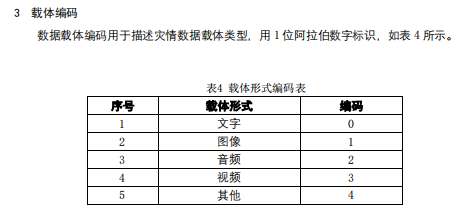 3 载体编码
数据载体编码用于描述灾情数据载体类型，用 1 位阿拉伯数字标识，如表 4 所示。
表4 载体形式编码表
序号 载体形式 编码
1 文字 0
2 图像 1
3 音频 2
4 视频 3
5 其他 4